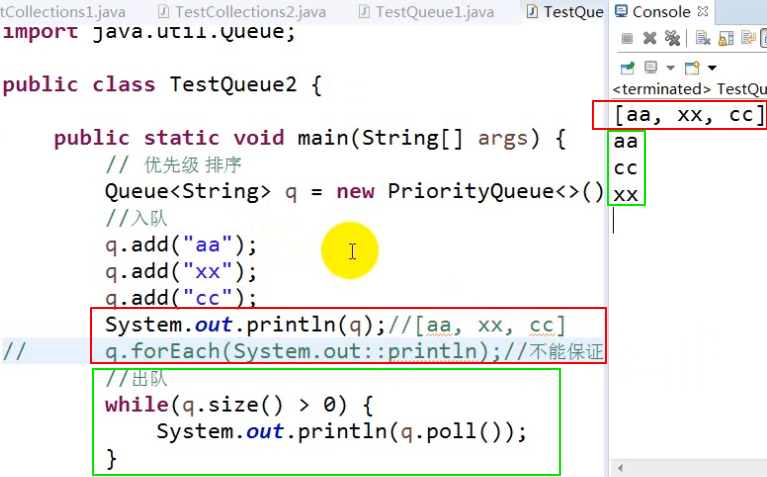 tCollections1.java TestCollections2.java TestQueue1.java TestQue Console
import java.util.Queue;
<terminated> TestQu
public class TestQueue2 {
[aa, xx, cc]
aa
cc
xx
public static void main(String[] args) {
// 优先级 排序
Queue<String> q = new PriorityQueue<>()
//入队
q.add("aa");
q.add("xx");
q.add("cc");
System.out.println(q);//[aa, xx, cc]
// q.forEach(System.out::println);//不能保证
//出队
while(q.size() > 0) {
System.out.println(q.poll());
}